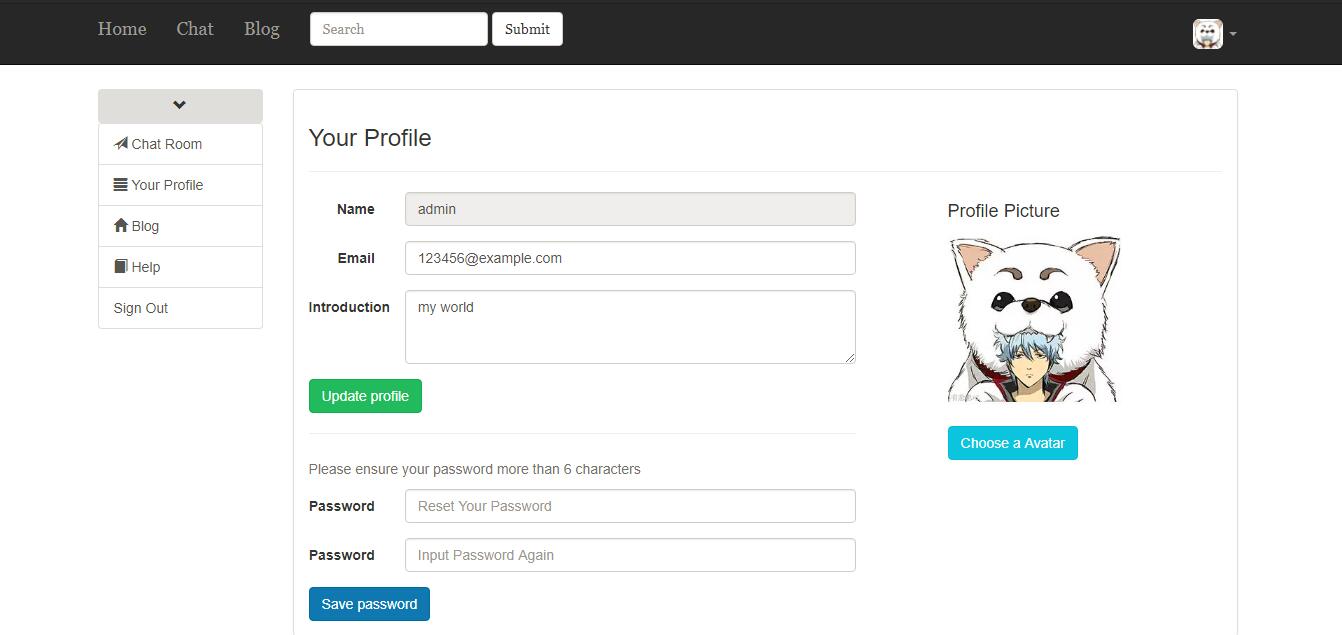 Home Chat Blog Search Submit
Chat Room
Your Profile
Blog
Help
Sign Out
Your Profile
Name admin
Email 123456@example.com
Introduction my world
Update profile
Please ensure your password more than 6 characters
Password Reset Your Password
Password Input Password Again
Save password
Profile Picture
Choose a Avatar